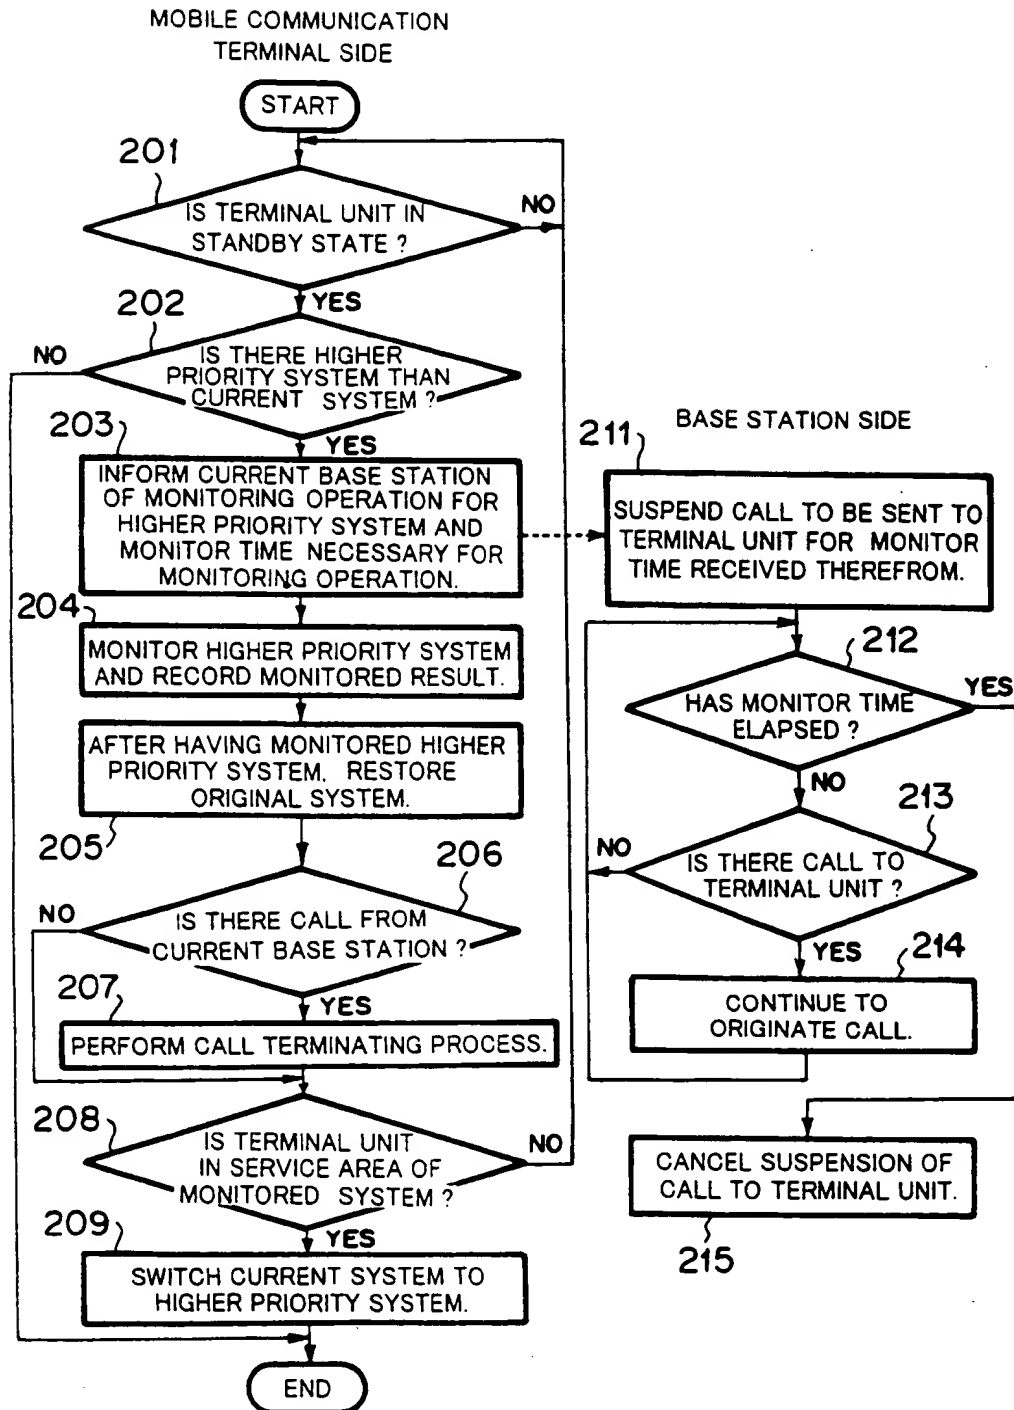 MOBILE COMMUNICATION
TERMINAL SIDE
START
201
IS TERMINAL UNIT IN
STANDBY STATE ?
NO
YES
202
NO
IS THERE HIGHER
PRIORITY SYSTEM THAN
CURRENT SYSTEM ?
203
YES
INFORM CURRENT BASE STATION
OF MONITORING OPERATION FOR
HIGHER PRIORITY SYSTEM AND
MONITOR TIME NECESSARY FOR
MONITORING OPERATION.
204
MONITOR HIGHER PRIORITY SYSTEM
AND RECORD MONITORED RESULT.
AFTER HAVING MONITORED HIGHER
PRIORITY SYSTEM. RESTORE
ORIGINAL SYSTEM.
205
206
NO
IS THERE CALL FROM
CURRENT BASE STATION ?
207
YES
PERFORM CALL TERMINATING PROCESS.
208
IS TERMINAL UNIT
IN SERVICE AREA OF
MONITORED SYSTEM ?
NO
209
YES
SWITCH CURRENT SYSTEM TO
HIGHER PRIORITY SYSTEM.
END
BASE STATION SIDE
211
SUSPEND CALL TO BE SENT TO
TERMINAL UNIT FOR MONITOR
TIME RECEIVED THEREFROM.
212
HAS MONITOR TIME
ELAPSED ?
YES
NO
213
NO
IS THERE CALL TO
TERMINAL UNIT ?
YES
214
CONTINUE TO
ORIGINATE CALL.
CANCEL SUSPENSION OF
CALL TO TERMINAL UNIT.
215